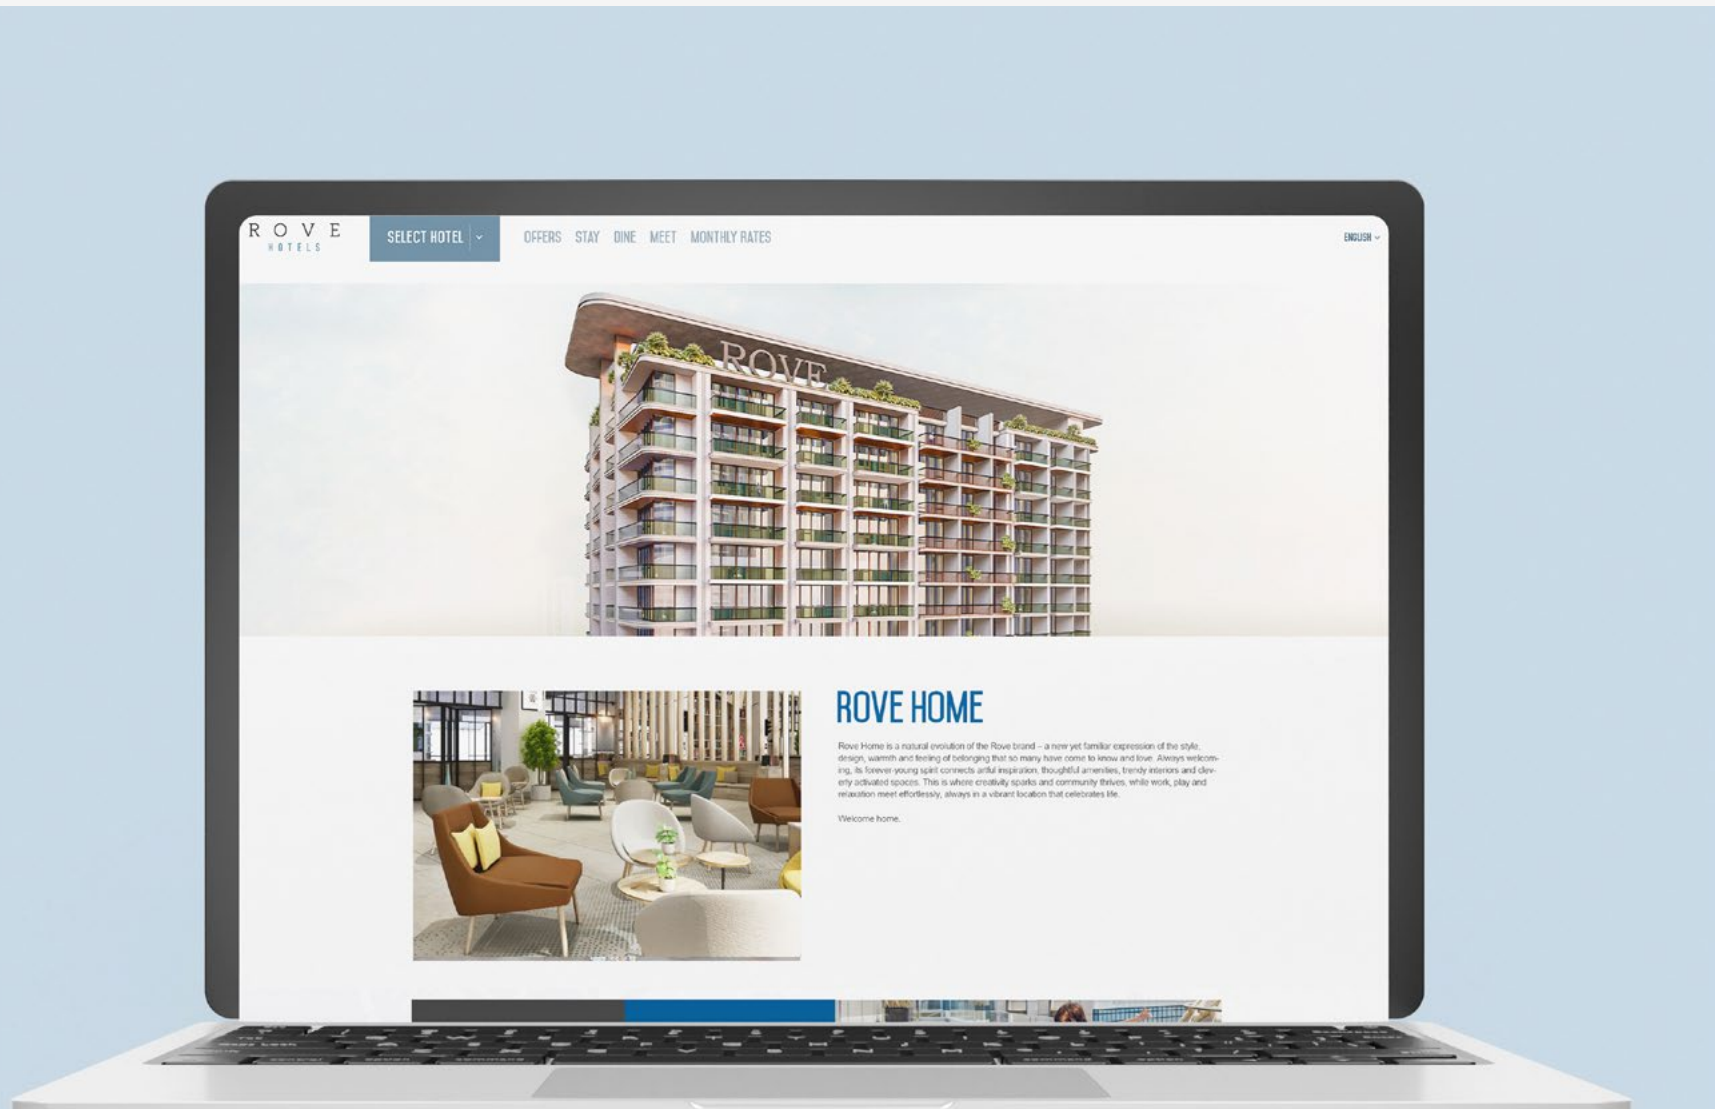 ROVE
HOTELS
SELECT HOTEL
OFFERS STAY DINE MEET MONTHLY RATES
ENGLISH
ROVE
ROVE HOME
Rove Home is a natural evolution of the Rove brand – a new yet familiar expression of the style,
design, warmth and feeling of belonging that so many have come to know and love. Always welcom-
ing, its forever-young spirit connects artful inspiration, thoughtful amenities, trendy interiors and clev-
erly activated spaces. This is where creativity sparks and community thrives, while work, play and
relaxation meet effortlessly, always in a vibrant location that celebrates life.
Welcome home.